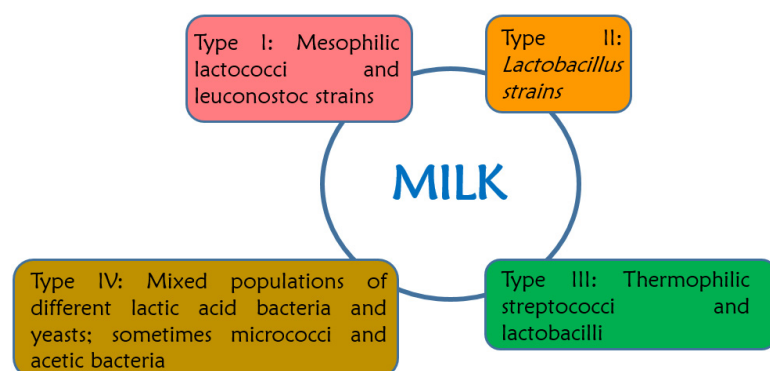 Type I: Mesophilic
lactococci and
leuconostoc strains
Type II:
Lactobacillus
strains
MILK
Type IV: Mixed populations of
different lactic acid bacteria and
yeasts; sometimes micrococci and
acetic bacteria
Type III: Thermophilic
streptococci and
lactobacilli